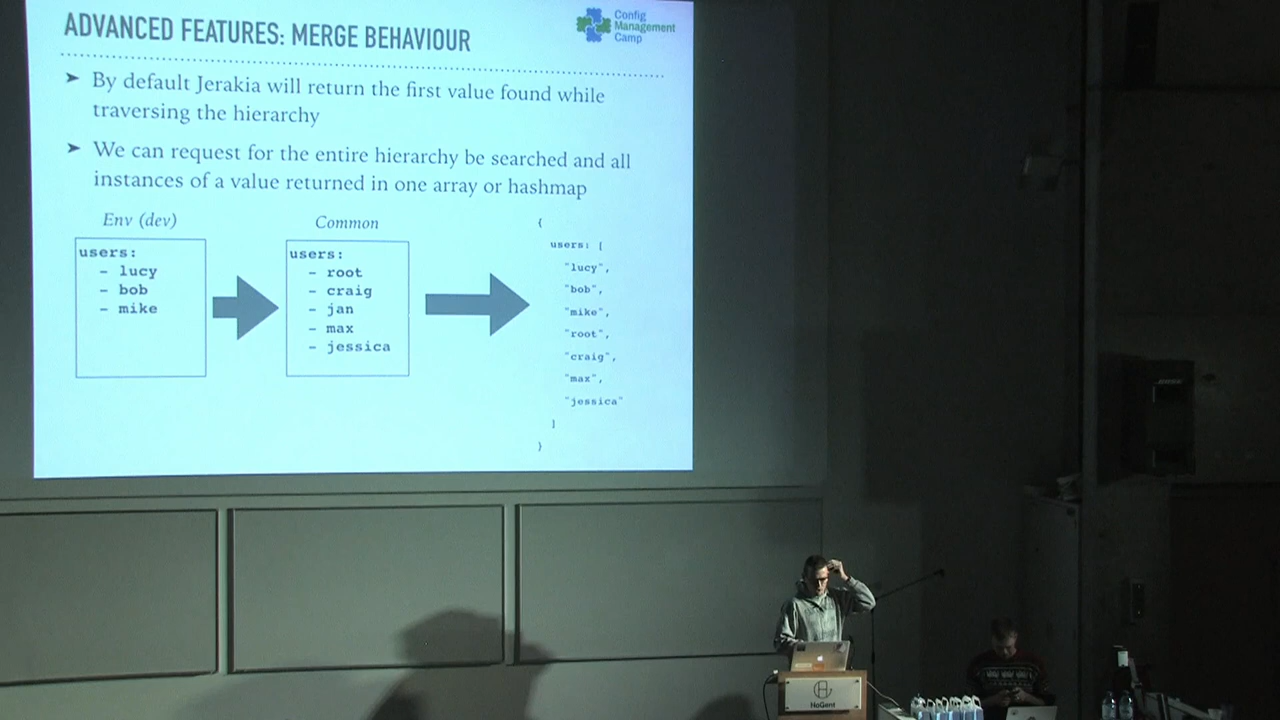 ADVANCED FEATURES: MERGE BEHAVIOUR
Config
Management
Camp
➤ By default Jerakia will return the first value found while
traversing the hierarchy
➤ We can request for the entire hierarchy be searched and all
instances of a value returned in one array or hashmap
Env (dev)
users:
- lucy
- bob
- mike
Common
users:
- root
- craig
- jan
- max
- jessica
{
users: [
"lucy",
"bob",
"mike",
"root",
"craig",
"max",
"jessica"
]
}
BOSE
HoGent